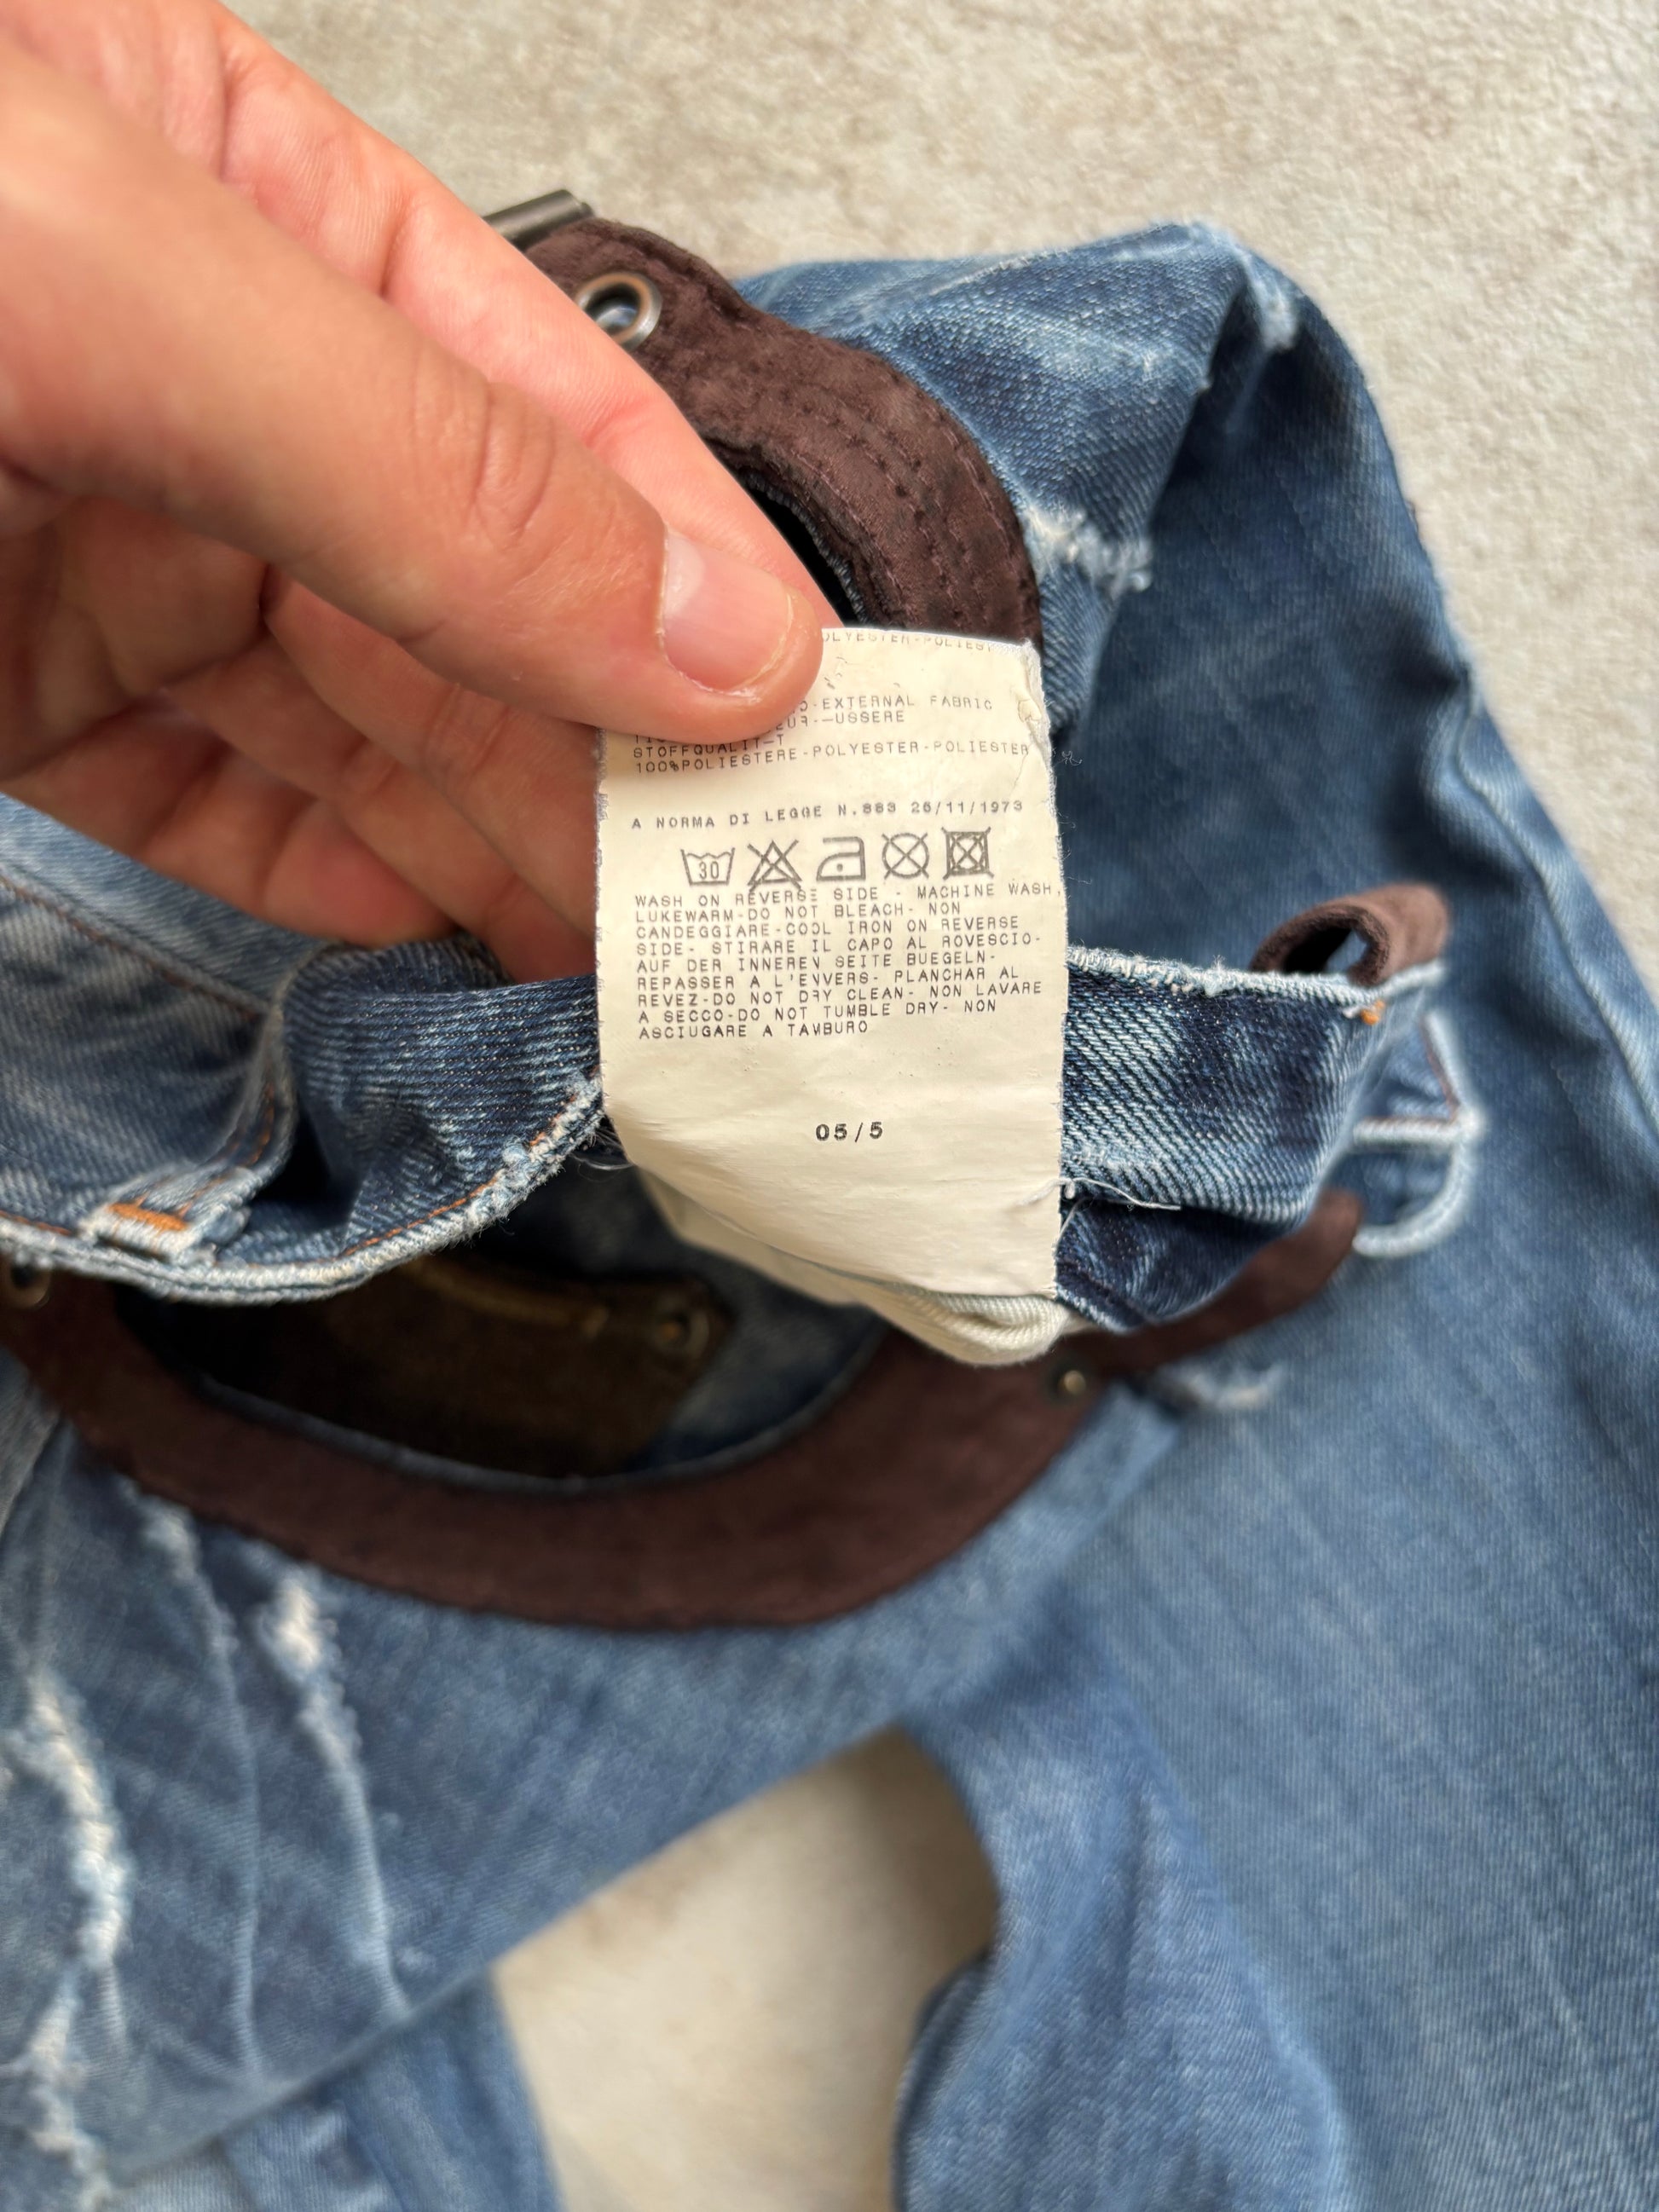 EXTERNAL FABRIC
STOFFQUALIT-T
100%POLIESTERE-POLYESTER-POLIESTER
A NORMA DI LEGGE N.883 26/11/1973
30
WASH ON REVERSE SIDE - MACHINE WASH,
LUKEWARM-DO NOT BLEACH- NON
CANDEGGIARE-COOL IRON ON REVERSE
SIDE- STIRARE IL CAPO AL ROVESCIO-
AUF DER INNEREN SEITE BUEGELN-
REPASSER A L'ENVERS- PLANCHAR AL
REVEZ-DO NOT DRY CLEAN- NON LAVARE
A SECCO-DO NOT TUMBLE DRY- NON
ASCIUGARE A TAMBURO
05/5